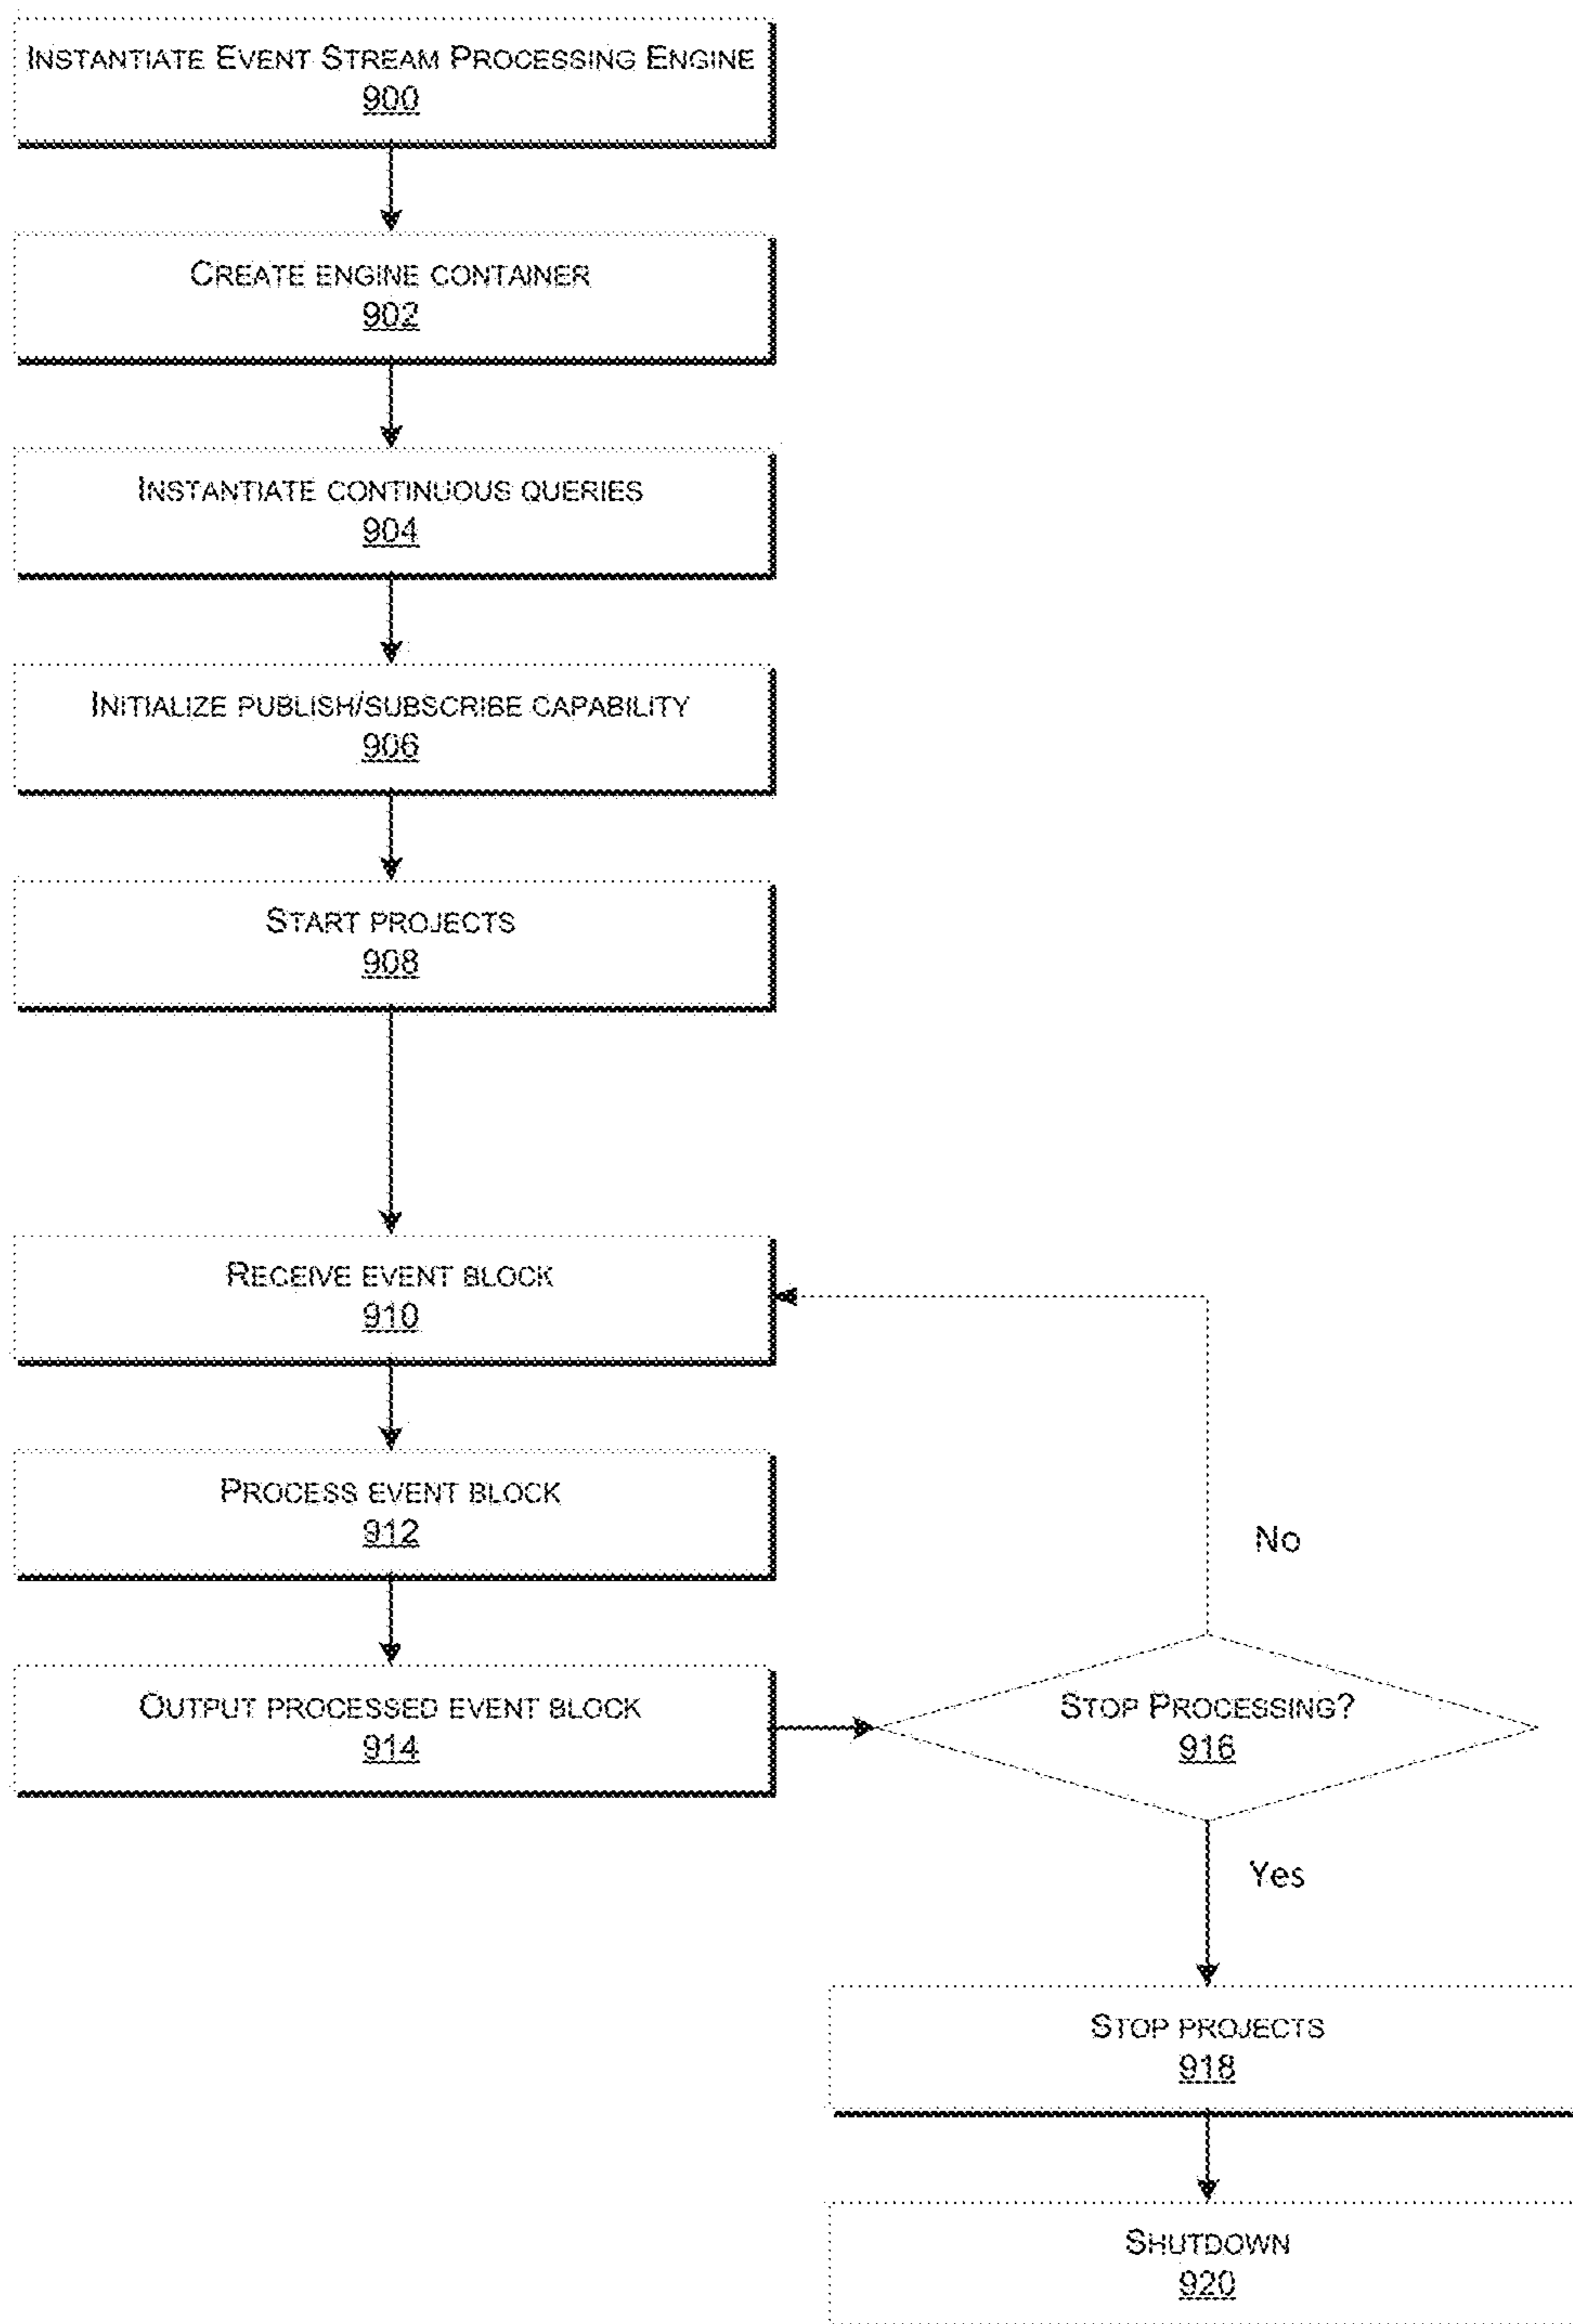 INSTANTIATE EVENT STREAM PROCESSING ENGINE
900
CREATE ENGINE CONTAINER
902
INSTANTIATE CONTINUOUS QUERIES
904
INITIALIZE PUBLISH/SUBSCRIBE CAPABILITY
906
START PROJECTS
908
RECEIVE EVENT BLOCK
910
PROCESS EVENT BLOCK
912
No
OUTPUT PROCESSED EVENT BLOCK
914
STOP PROCESSING?
916
Yes
STOP PROJECTS
918
SHUTDOWN
920